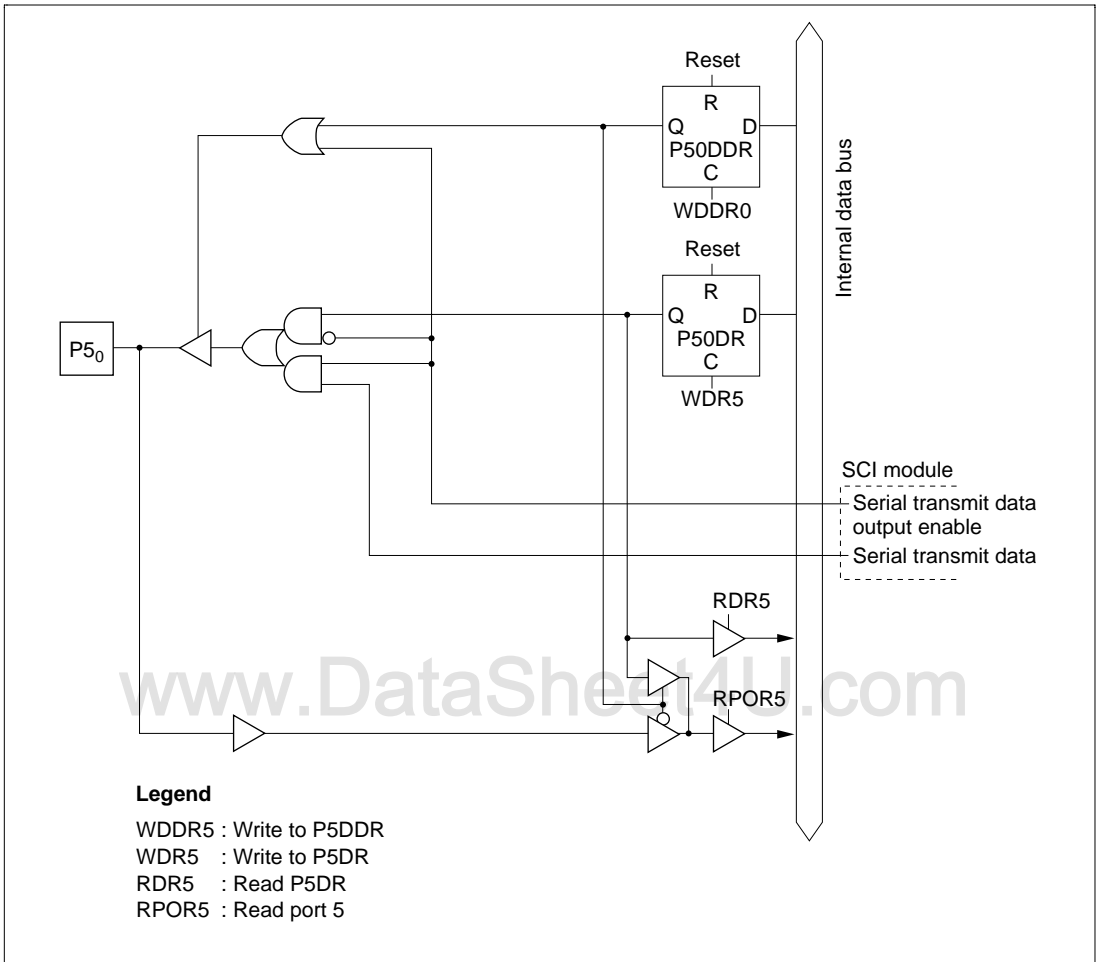 Reset
R
Q D
P50DDR
C
WDDR0
Reset
R
Q D
P50DR
C
WDR5
Internal data bus
P5₀
SCI module
Serial transmit data
output enable
Serial transmit data
RDR5
RPOR5
www.DataSheet4U.com
Legend
WDDR5 : Write to P5DDR
WDR5 : Write to P5DR
RDR5 : Read P5DR
RPOR5 : Read port 5